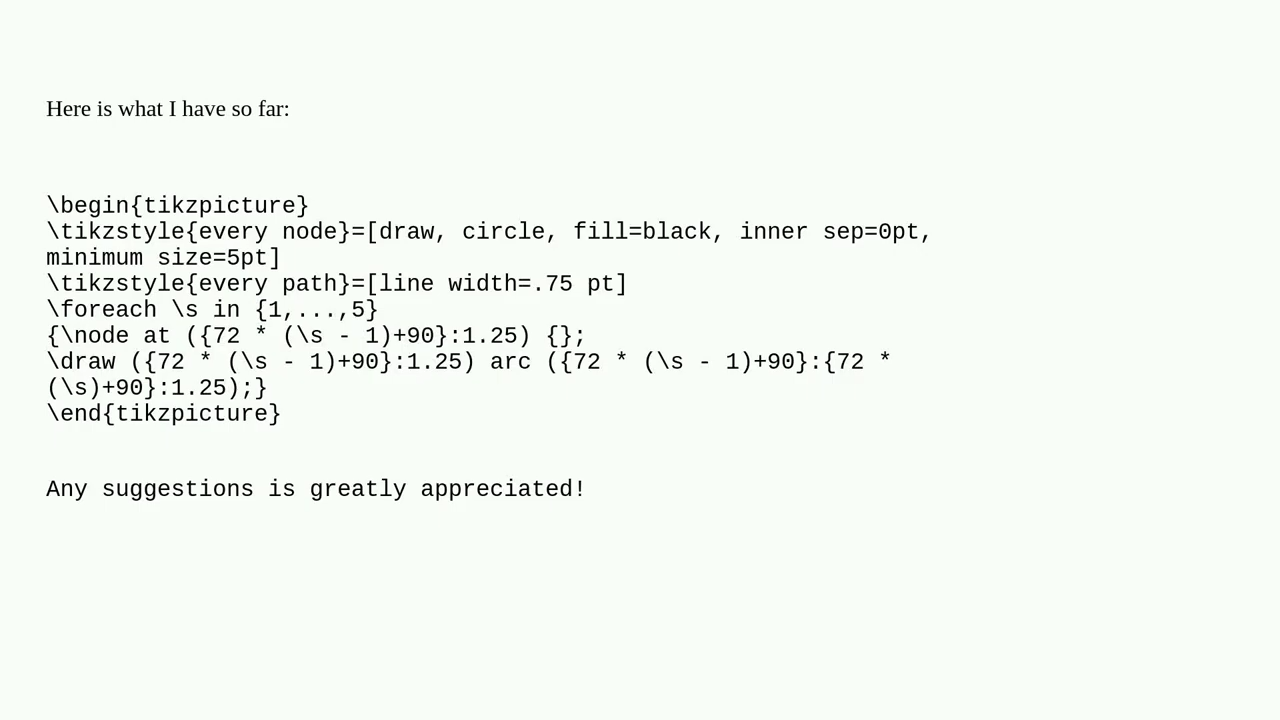 Here is what I have so far:
\begin{tikzpicture}
\tikzstyle{every node}=[draw, circle, fill=black, inner sep=0pt,
minimum size=5pt]
\tikzstyle{every path}=[line width=.75 pt]
\foreach \s in {1,...,5}
{\node at ({72 * (\s - 1)+90}:1.25) {};
\draw ({72 * (\s - 1)+90}:1.25) arc ({72 * (\s - 1)+90}:{72 *
(\s)+90}:1.25);}
\end{tikzpicture}
Any suggestions is greatly appreciated!